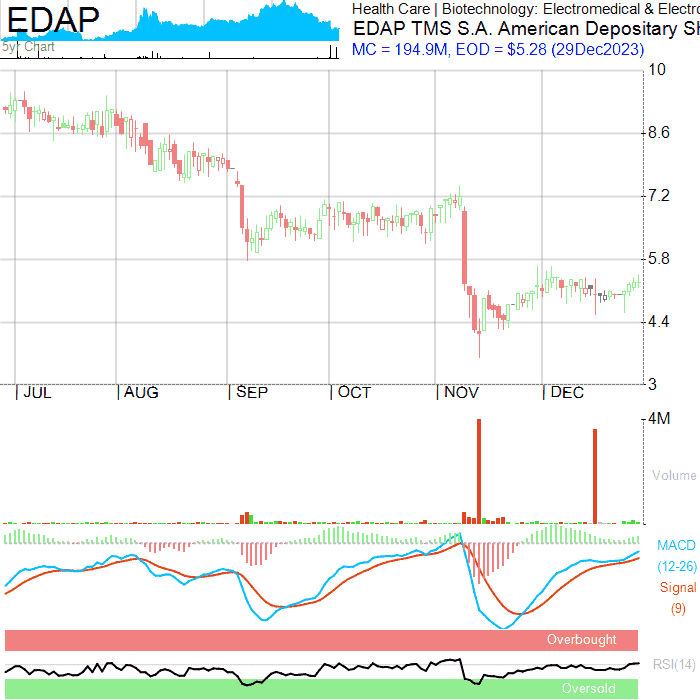 EDAP
5yr Chart
Health Care | Biotechnology: Electromedical & Electro
EDAP TMS S.A. American Depositary Sh
MC = 194.9M, EOD = $5.28 (29Dec2023)
10
8.6
7.2
5.8
4.4
3
JUL AUG SEP OCT NOV DEC
4M
Volume
MACD
(12-26)
Signal
(9)
Overbought
RSI(14)
Oversold